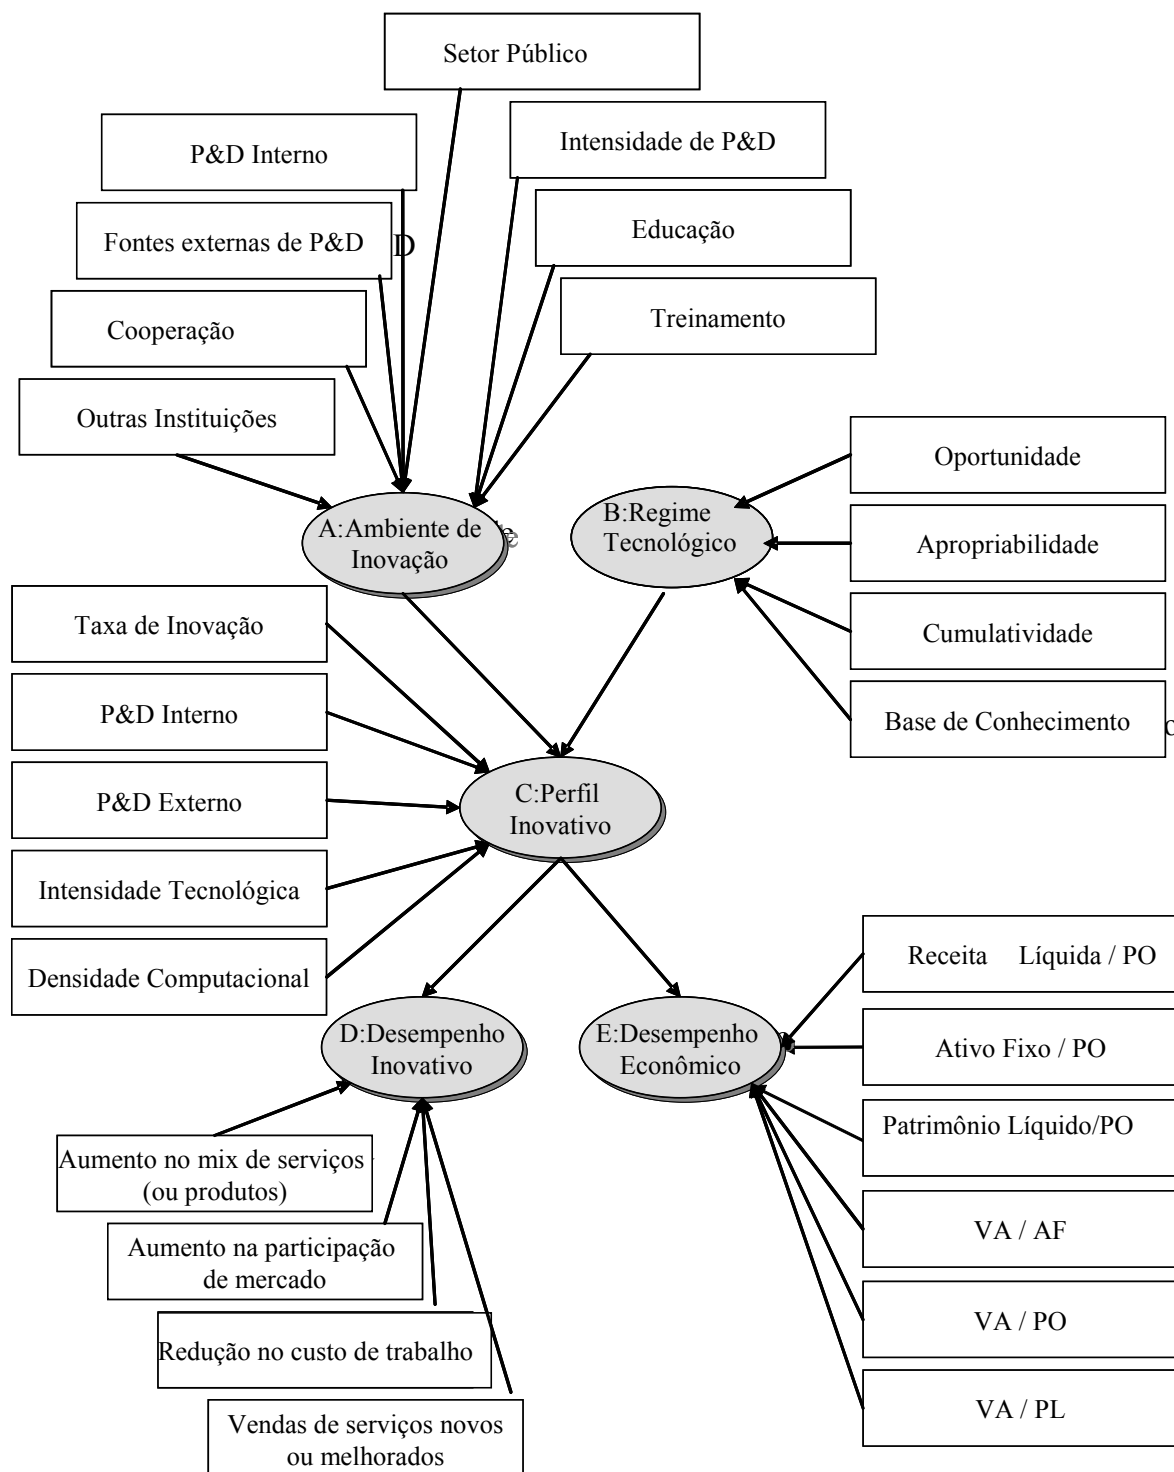 Setor Público
P&D Interno
Intensidade de P&D
Fontes externas de P&D
D
Educação
Cooperação
Treinamento
Outras Instituições
Oportunidade
A:Ambiente de
Inovação
B:Regime
Tecnológico
Apropriabilidade
Taxa de Inovação
Cumulatividade
P&D Interno
Base de Conhecimento
P&D Externo
C:Perfil
Inovativo
Intensidade Tecnológica
Densidade Computacional
Receita Líquida / PO
D:Desempenho
Inovativo
E:Desempenho
Econômico
Ativo Fixo / PO
Patrimônio Líquido/PO
Aumento no mix de serviços
(ou produtos)
VA / AF
Aumento na participação
de mercado
VA / PO
Redução no custo de trabalho
VA / PL
Vendas de serviços novos
ou melhorados